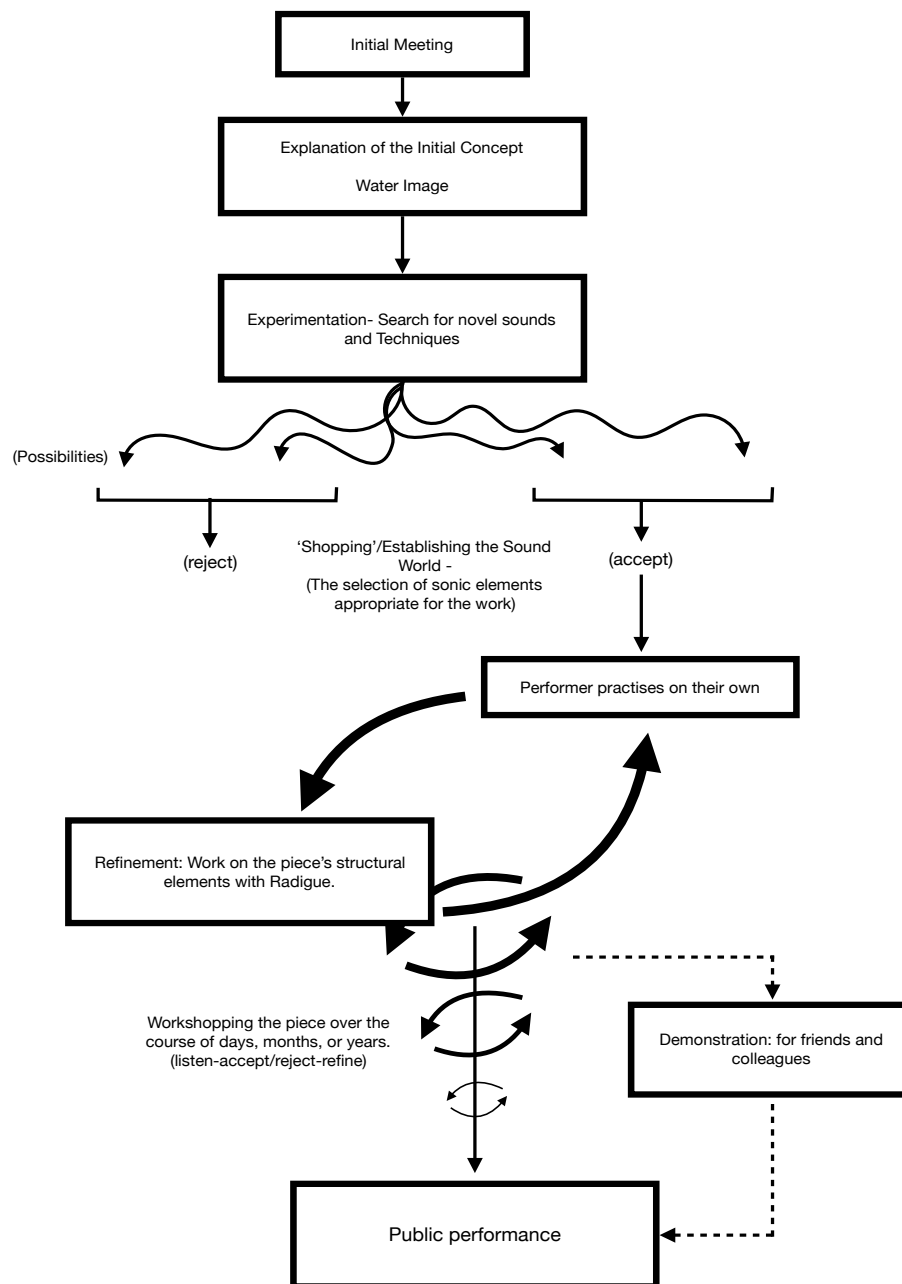 Initial Meeting
Explanation of the Initial Concept
Water Image
Experimentation- Search for novel sounds
and Techniques
(Possibilities)
(reject)
‘Shopping’/Establishing the Sound
World -
(The selection of sonic elements
appropriate for the work)
(accept)
Performer practises on their own
Refinement: Work on the piece’s structural
elements with Radigue.
Workshopping the piece over the
course of days, months, or years.
(listen-accept/reject-refine)
Demonstration: for friends and
colleagues
Public performance